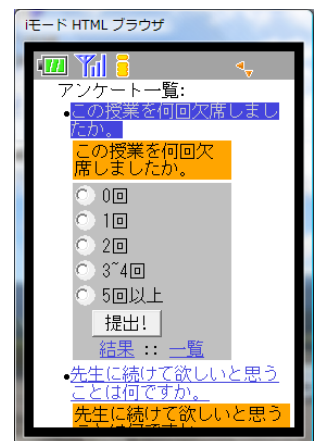 iモード HTML ブラウザ
アンケート一覧:
•この授業を何回欠席しまし
たか。
この授業を何回欠
席しましたか。
0回
1回
2回
3~4回
5回以上
提出!
結果 :: 一覧
•先生に続けて欲しいと思う
ことは何ですか。
先生に続けて欲しいと思う